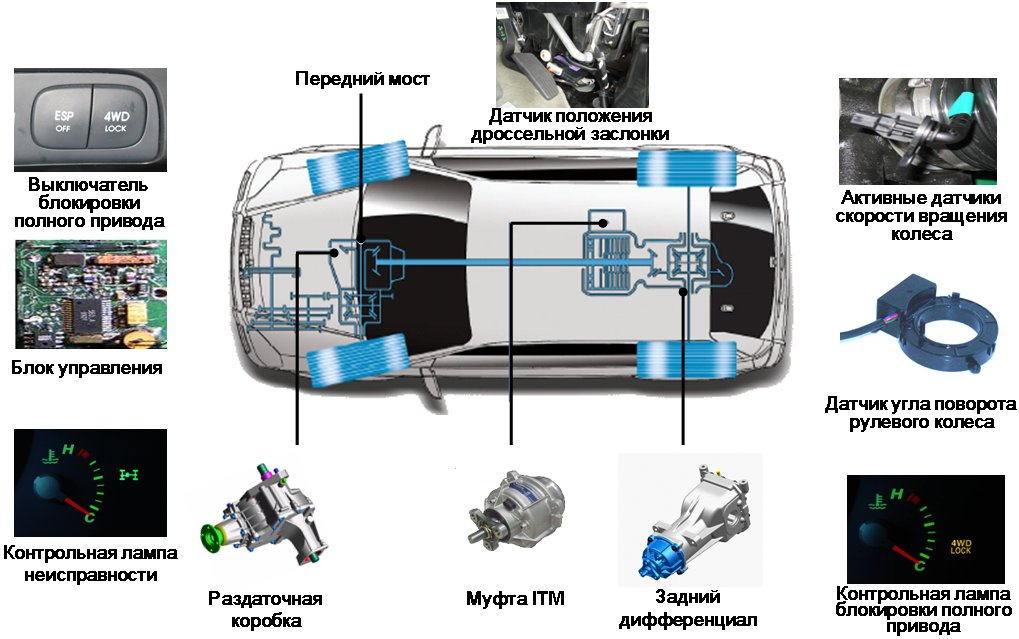 Передний мост
ESP
OFF
4WD
LOCK
Выключатель
блокировки
полного привода
Датчик положения
дроссельной заслонки
Активные датчики
скорости вращения
колеса
Блок управления
Датчик угла поворота
рулевого колеса
H
C
Контрольная лампа
неисправности
Раздаточная
коробка
Муфта ITM
Задний
дифференциал
H
C
4WD
LOCK
Контрольная лампа
блокировки полного
привода